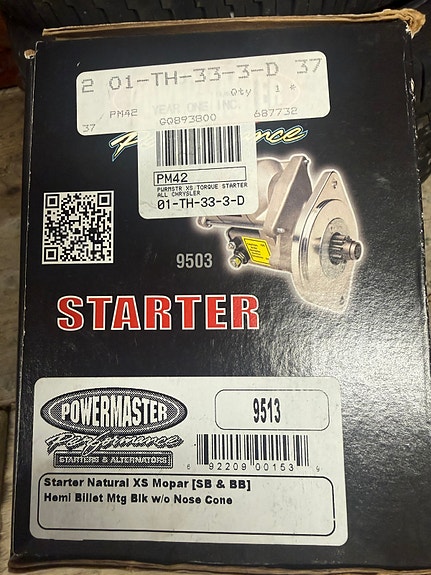 2 01-TH-33-3-D 37
Qty 1 #
PM42 YEAR ONE INC.
37 GQ893800 687732
Performance
PM42
PWRMSTR XS TORQUE STARTER
ALL CHRYSLER
01-TH-33-3-D
9503
STARTER
POWERMASTER
Performance
STARTERS & ALTERNATORS
9513
6 92209 00153 9
Starter Natural XS Mopar [SB & BB]
Hemi Billet Mtg Blk w/o Nose Cone